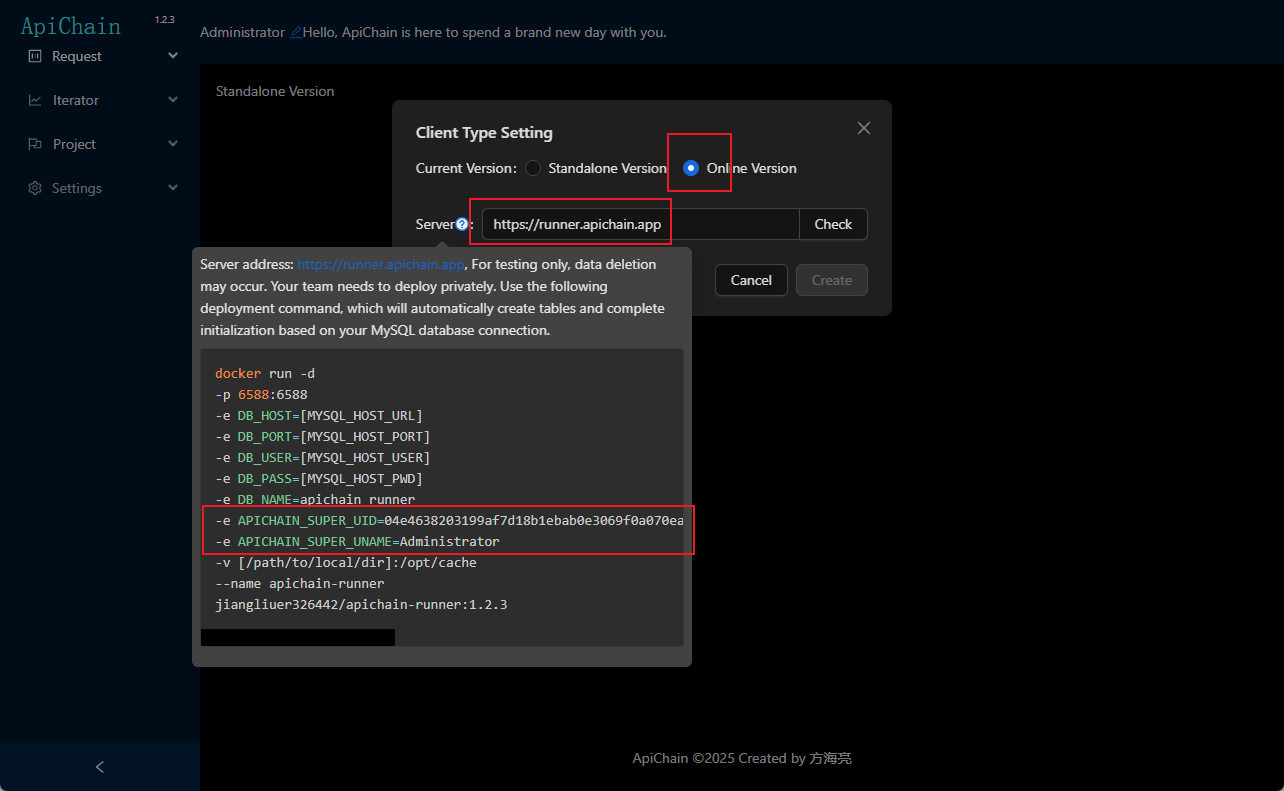 ApiChain 1.2.3
Administrator Hello, ApiChain is here to spend a brand new day with you.
Request
Iterator
Project
Settings
Standalone Version
Client Type Setting
Current Version: Standalone Version Online Version
Server ? : https://runner.apichain.app Check
Cancel Create
Server address: https://runner.apichain.app, For testing only, data deletion
may occur. Your team needs to deploy privately. Use the following
deployment command, which will automatically create tables and complete
initialization based on your MySQL database connection.
docker run -d
-p 6588:6588
-e DB_HOST=[MYSQL_HOST_URL]
-e DB_PORT=[MYSQL_HOST_PORT]
-e DB_USER=[MYSQL_HOST_USER]
-e DB_PASS=[MYSQL_HOST_PWD]
-e DB_NAME=apichain_runner
-e APICHAIN_SUPER_UID=04e4638203199af7d18b1ebab0e3069f0a070ea
-e APICHAIN_SUPER_UNAME=Administrator
-v [/path/to/local/dir]:/opt/cache
--name apichain-runner
jiangliuer326442/apichain-runner:1.2.3
ApiChain ©2025 Created by 方海亮